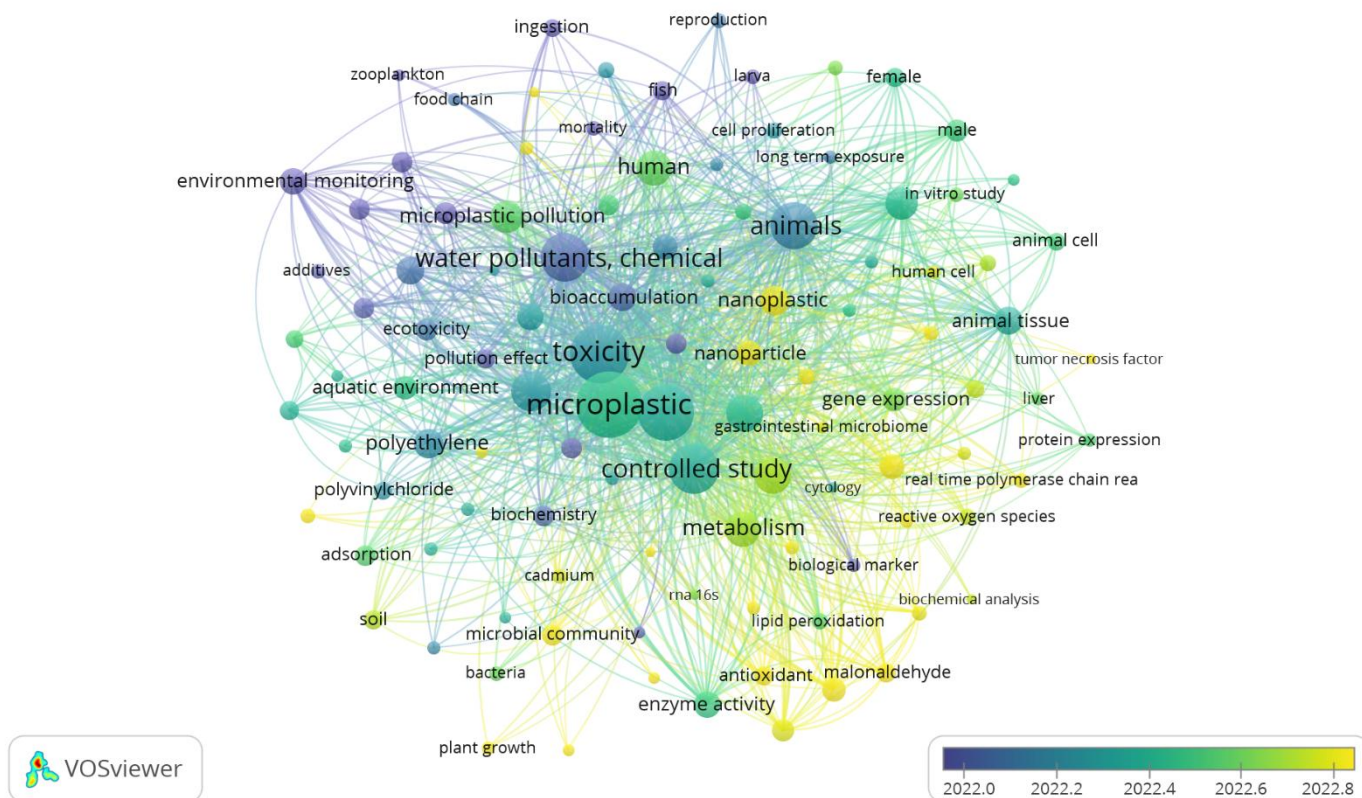 reproduction
ingestion
zooplankton
larva
female
fish
food chain
mortality
cell proliferation
male
human
long term exposure
environmental monitoring
in vitro study
microplastic pollution
animals
animal cell
water pollutants, chemical
additives
human cell
bioaccumulation
nanoplastic
animal tissue
ecotoxicity
toxicity
pollution effect
nanoparticle
tumor necrosis factor
aquatic environment
microplastic
gene expression
liver
gastrointestinal microbiome
polyethylene
protein expression
controlled study
real time polymerase chain rea
polyvinylchloride
cytology
biochemistry
reactive oxygen species
metabolism
adsorption
biological marker
cadmium
rna 16s
biochemical analysis
soil
lipid peroxidation
microbial community
bacteria
antioxidant
malonaldehyde
enzyme activity
plant growth
VOSviewer
2022.0 2022.2 2022.4 2022.6 2022.8